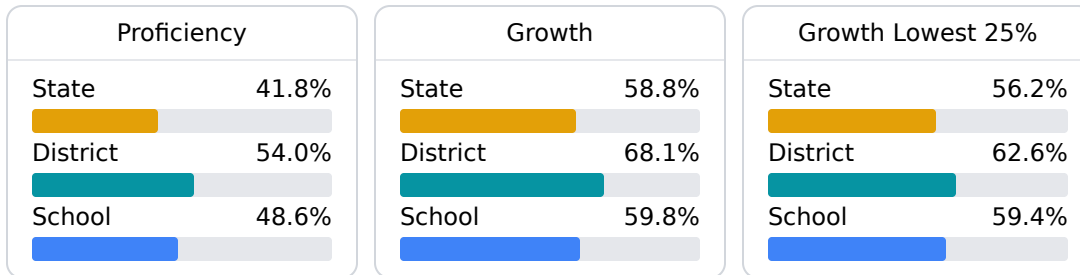 Proficiency
State 41.8%
District 54.0%
School 48.6%
Growth
State 58.8%
District 68.1%
School 59.8%
Growth Lowest 25%
State 56.2%
District 62.6%
School 59.4%